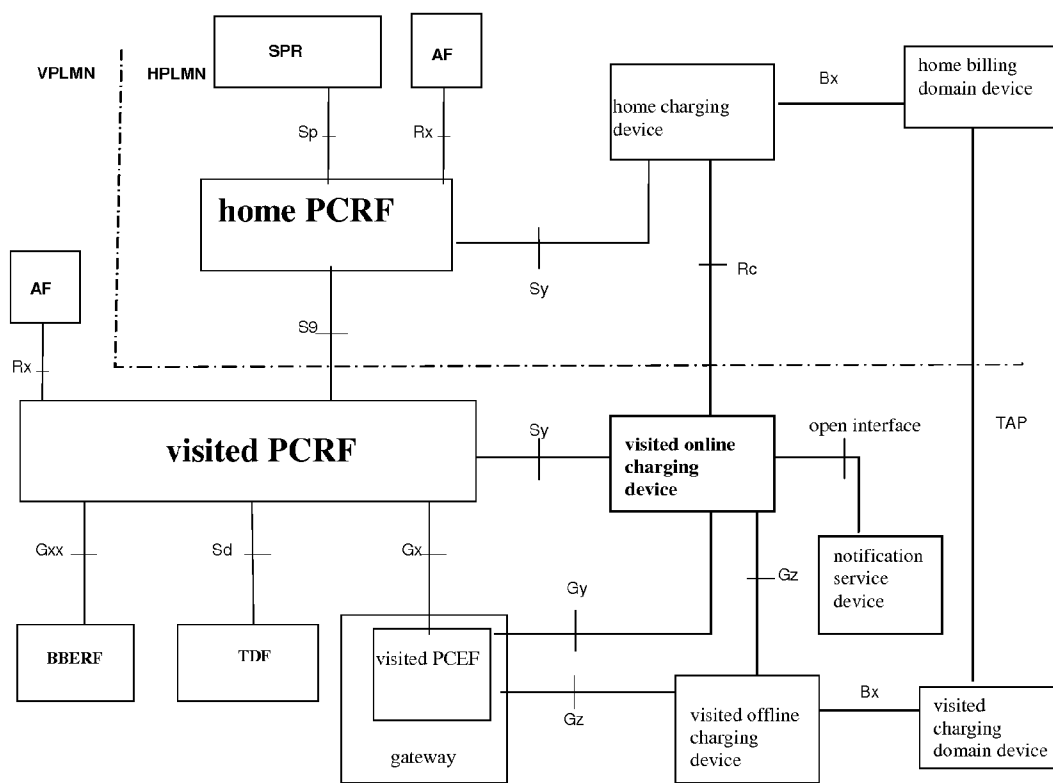 SPR
AF
VPLMN
HPLMN
home billing
domain device
Bx
home charging
device
Sp
Rx
home PCRF
Sy
Rc
AF
S9
Rx
TAP
open interface
visited PCRF
Sy
visited online
charging
device
Gxx
Sd
Gx
Gz
notification
service
device
Gy
BBERF
TDF
visited PCEF
Gz
Bx
visited offline
charging
device
visited
charging
domain device
gateway